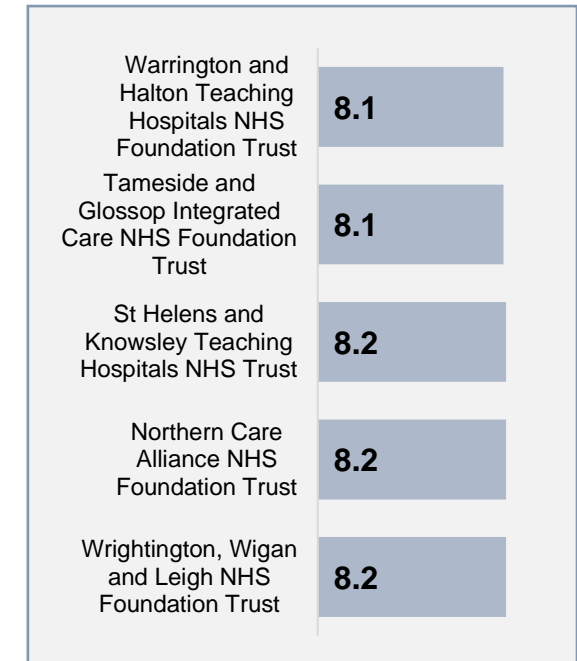 Warrington and
Halton Teaching
Hospitals NHS
Foundation Trust
8.1
Tameside and
Glossop Integrated
Care NHS Foundation
Trust
8.1
St Helens and
Knowsley Teaching
Hospitals NHS Trust
8.2
Northern Care
Alliance NHS
Foundation Trust
8.2
Wrightington, Wigan
and Leigh NHS
Foundation Trust
8.2